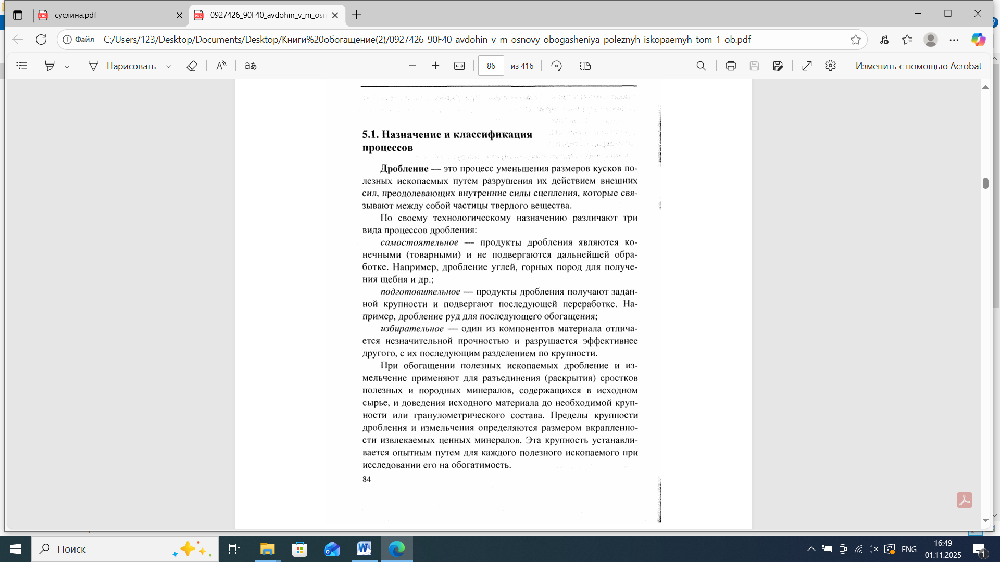 суслина.pdf
0927426_90F40_avdohin_v_m_osn
Файл
C:/Users/123/Desktop/Documents/Desktop/Книги%20обогащение(2)/0927426_90F40_avdohin_v_m_osnovy_obogasheniya_poleznyh_iskopaemyh_tom_1_ob.pdf
Нарисовать
аあ
86 из 416
Изменить с помощью Acrobat
5.1. Назначение и классификация
процессов
Дробление — это процесс уменьшения размеров кусков по-
лезных ископаемых путем разрушения их действием внешних
сил, преодолевающих внутренние силы сцепления, которые свя-
зывают между собой частицы твердого вещества.
По своему технологическому назначению различают три
вида процессов дробления:
самостоятельное — продукты дробления являются ко-
нечными (товарными) и не подвергаются дальнейшей обра-
ботке. Например, дробление углей, горных пород для получе-
ния щебня и др.;
подготовительное — продукты дробления получают задан-
ной крупности и подвергают последующей переработке. На-
пример, дробление руд для последующего обогащения;
избирательное — один из компонентов материала отлича-
ется незначительной прочностью и разрушается эффективнее
другого, с их последующим разделением по крупности.
При обогащении полезных ископаемых дробление и из-
мельчение применяют для разъединения (раскрытия) сростков
полезных и породных минералов, содержащихся в исходном
сырье, и доведения исходного материала до необходимой круп-
ности или гранулометрического состава. Пределы крупности
дробления и измельчения определяются размером вкрапленно-
сти извлекаемых ценных минералов. Эта крупность устанавли-
вается опытным путем для каждого полезного ископаемого при
исследовании его на обогатимость.
84
Поиск
ENG
16:49
01.11.2025
1